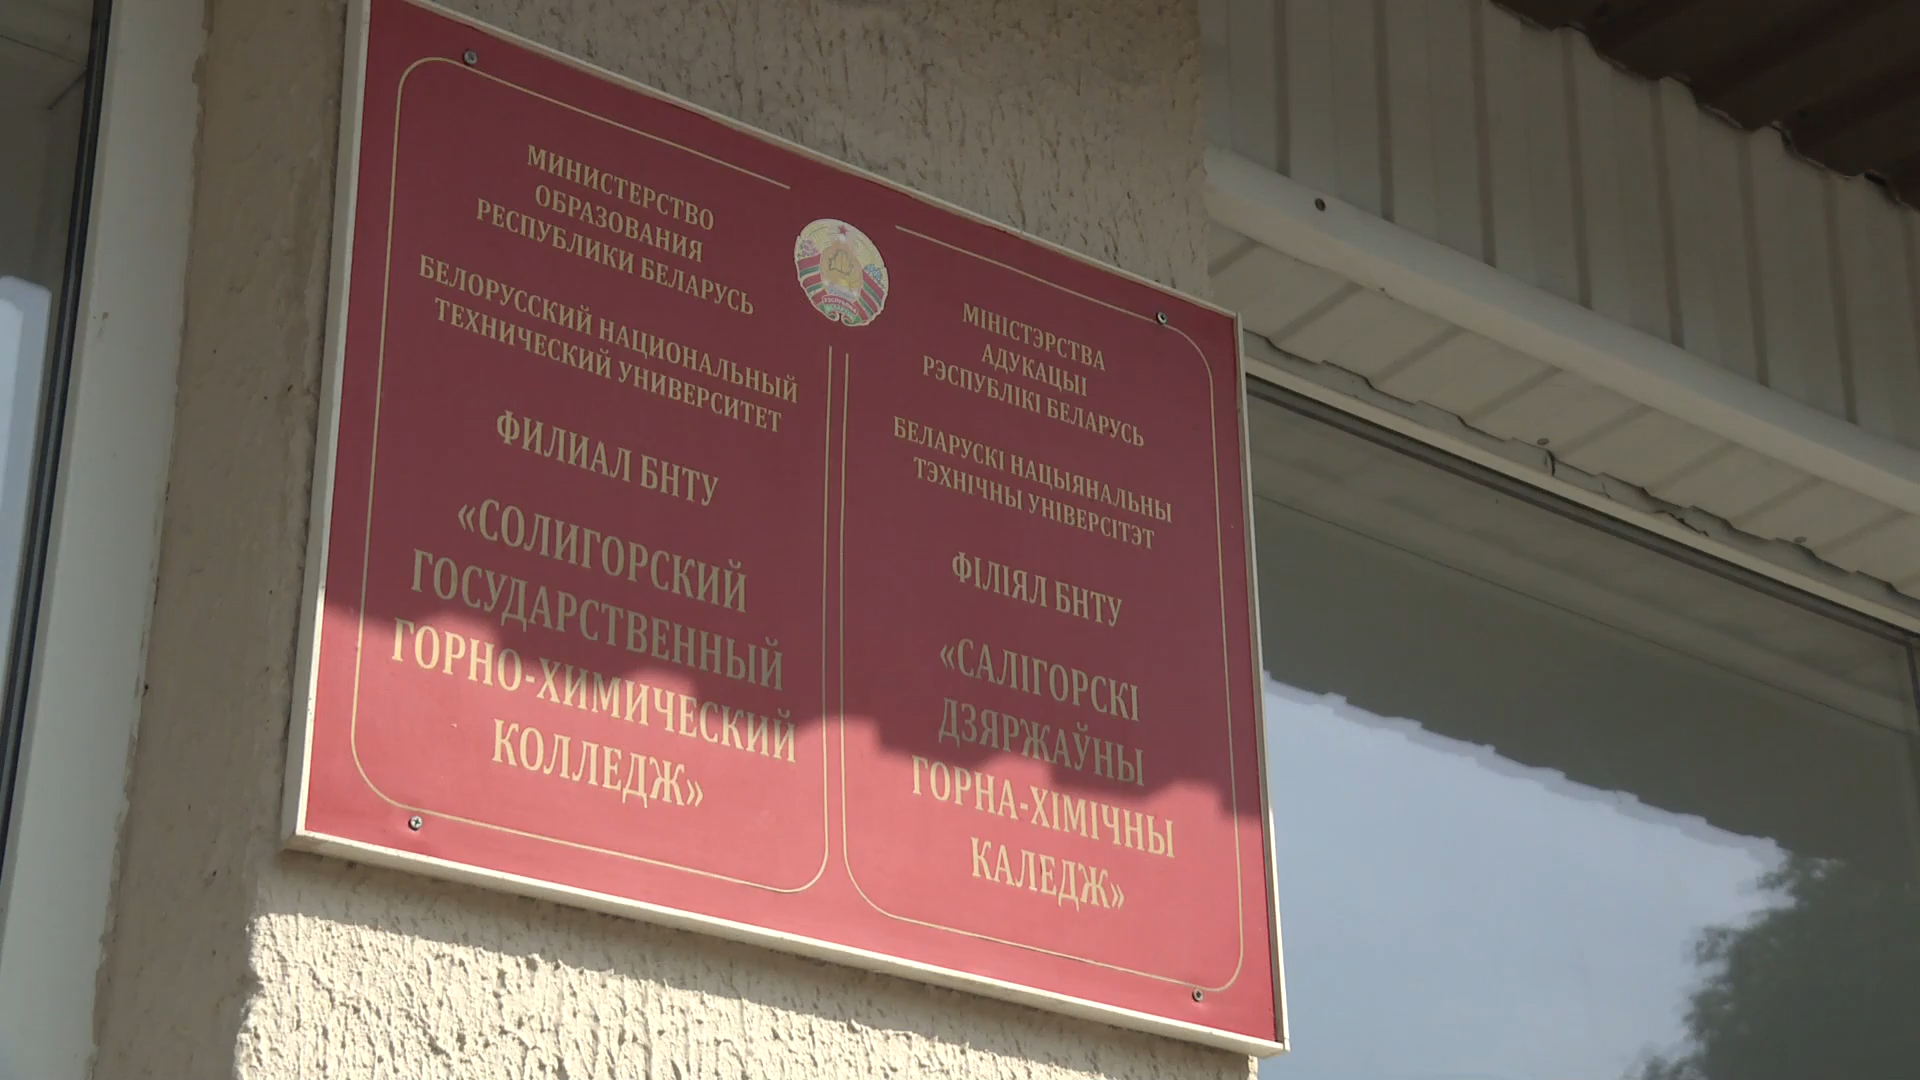 МИНИСТЕРСТВО
ОБРАЗОВАНИЯ
РЕСПУБЛИКИ БЕЛАРУСЬ
БЕЛОРУССКИЙ НАЦИОНАЛЬНЫЙ
ТЕХНИЧЕСКИЙ УНИВЕРСИТЕТ
ФИЛИАЛ БНТУ
«СОЛИГОРСКИЙ
ГОСУДАРСТВЕННЫЙ
ГОРНО-ХИМИЧЕСКИЙ
КОЛЛЕДЖ»
МІНІСТЭРСТВА
АДУКАЦЫІ
РЭСПУБЛІКІ БЕЛАРУСЬ
БЕЛАРУСКІ НАЦЫЯНАЛЬНЫ
ТЭХНІЧНЫ УНІВЕРСІТЭТ
ФІЛІЯЛ БНТУ
«САЛІГОРСКІ
ДЗЯРЖАЎНЫ
ГОРНА-ХІМІЧНЫ
КАЛЕДЖ»